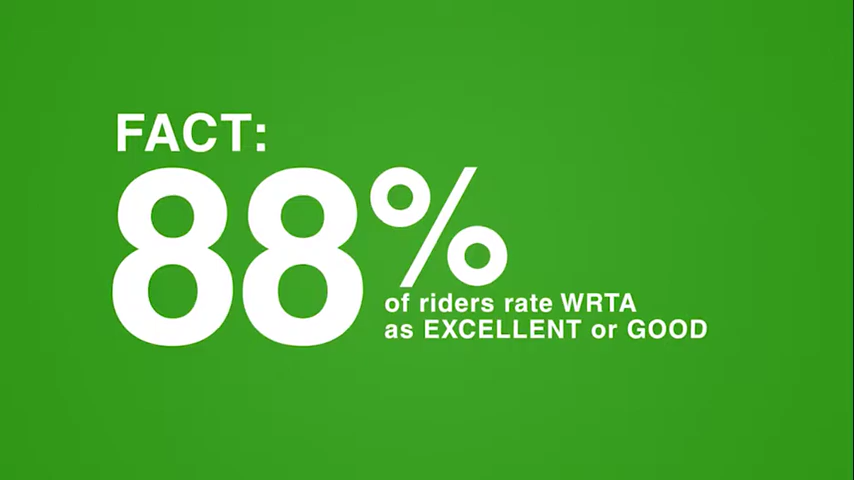 FACT:
88%
of riders rate WRTA
as EXCELLENT or GOOD